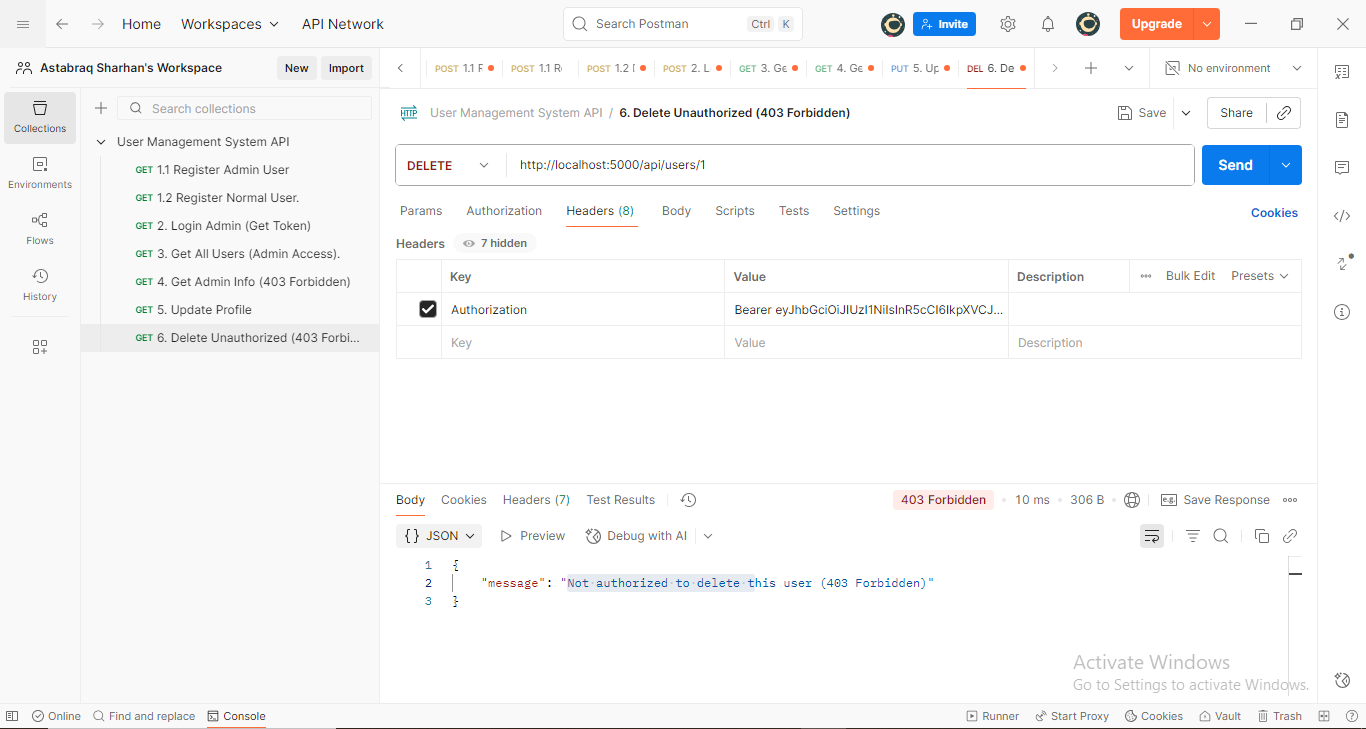 Home Workspaces API Network Search Postman Ctrl K Invite Upgrade
Astabraq Sharhan's Workspace New Import
POST 1.1 F POST 1.1 R POST 1.2 POST 2. L GET 3. Ge GET 4. Ge PUT 5. Up DEL 6. De No environment
Collections
Environments
Flows
History
Search collections
User Management System API
GET 1.1 Register Admin User
GET 1.2 Register Normal User.
GET 2. Login Admin (Get Token)
GET 3. Get All Users (Admin Access).
GET 4. Get Admin Info (403 Forbidden)
GET 5. Update Profile
GET 6. Delete Unauthorized (403 Forbi...
HTTP User Management System API / 6. Delete Unauthorized (403 Forbidden) Save Share
DELETE http://localhost:5000/api/users/1 Send
Params Authorization Headers (8) Body Scripts Tests Settings Cookies
Headers 7 hidden
Key Value Description Bulk Edit Presets
Authorization Bearer eyJhbGciOiJIUzI1NiIsInR5cCI6IkpXVCJ...
Key Value Description
Body Cookies Headers (7) Test Results 403 Forbidden 10 ms 306 B e.g. Save Response
{} JSON Preview Debug with AI
1 {
2 "message": "Not authorized to delete this user (403 Forbidden)"
3 }
Activate Windows
Go to Settings to activate Windows.
Online Find and replace Console Runner Start Proxy Cookies Vault Trash